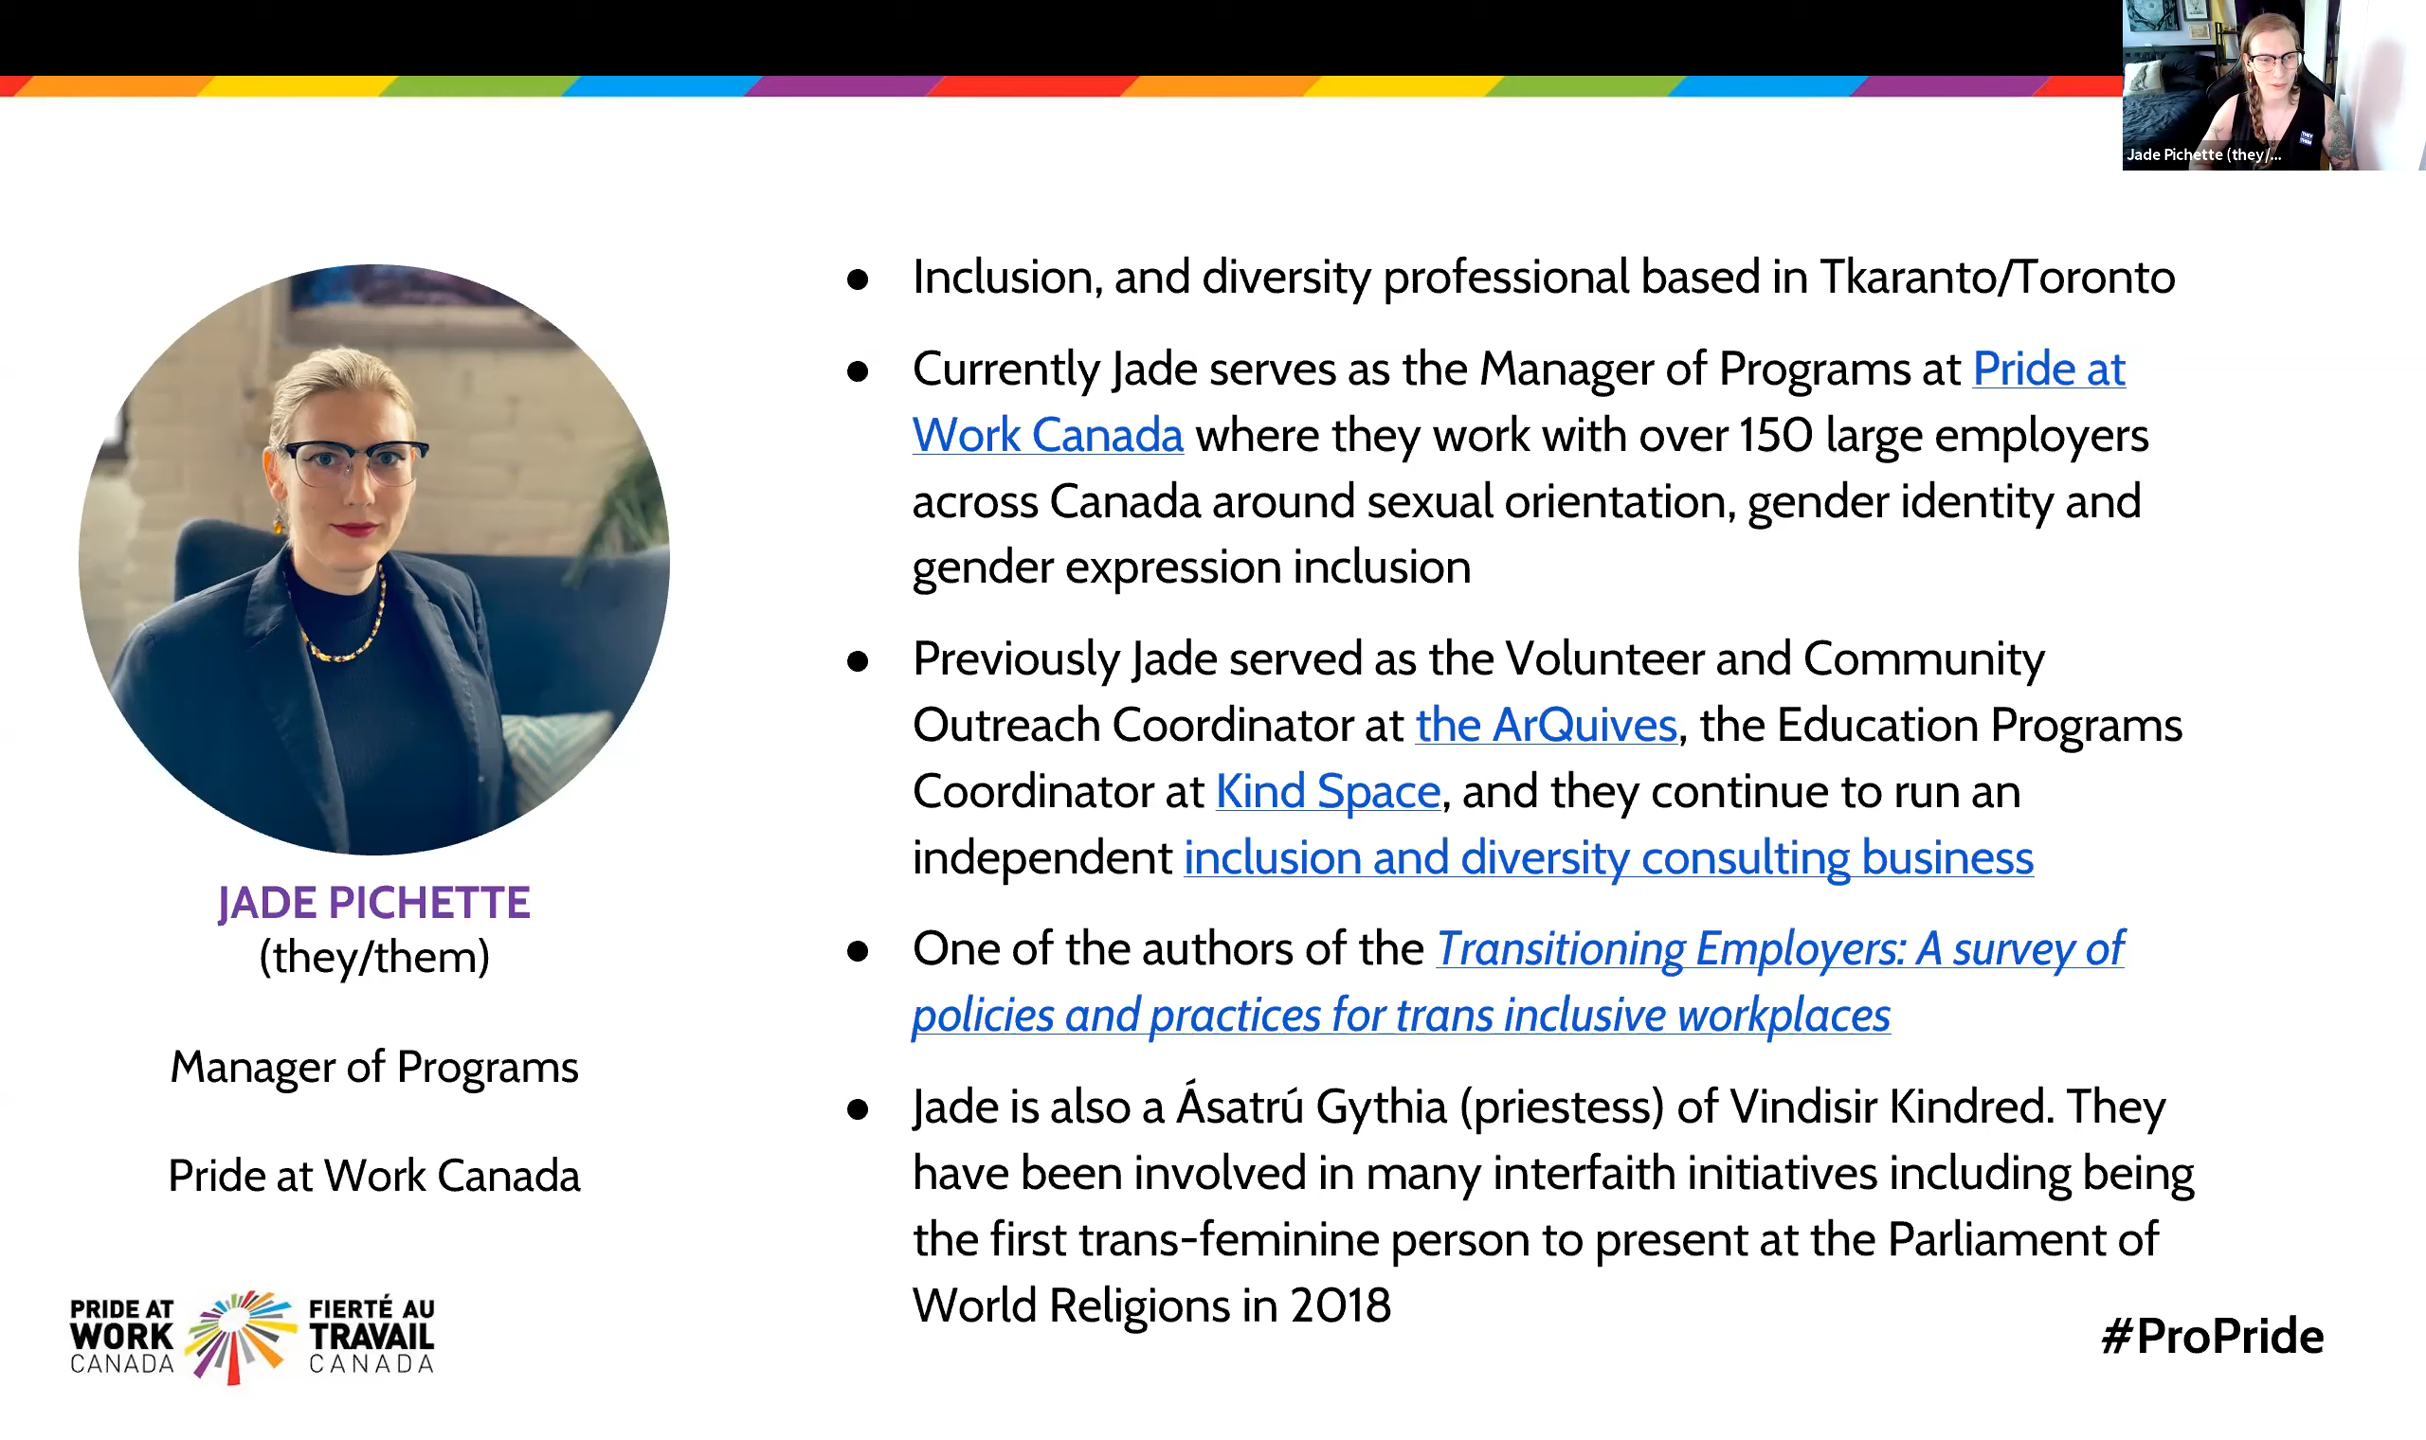 Jade Pichette (they/...
THEY
THEM
● Inclusion, and diversity professional based in Tkaranto/Toronto
● Currently Jade serves as the Manager of Programs at Pride at
Work Canada where they work with over 150 large employers
across Canada around sexual orientation, gender identity and
gender expression inclusion
● Previously Jade served as the Volunteer and Community
Outreach Coordinator at the ArQuives, the Education Programs
Coordinator at Kind Space, and they continue to run an
independent inclusion and diversity consulting business
● One of the authors of the Transitioning Employers: A survey of
policies and practices for trans inclusive workplaces
● Jade is also a Ásatrú Gythia (priestess) of Vindisir Kindred. They
have been involved in many interfaith initiatives including being
the first trans-feminine person to present at the Parliament of
World Religions in 2018
JADE PICHETTE
(they/them)
Manager of Programs
Pride at Work Canada
PRIDE AT
WORK
CANADA
FIERTÉ AU
TRAVAIL
CANADA
#ProPride